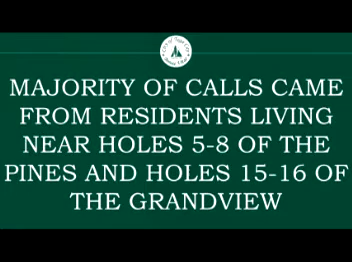 MAJORITY OF CALLS CAME
FROM RESIDENTS LIVING
NEAR HOLES 5-8 OF THE
PINES AND HOLES 15-16 OF
THE GRANDVIEW